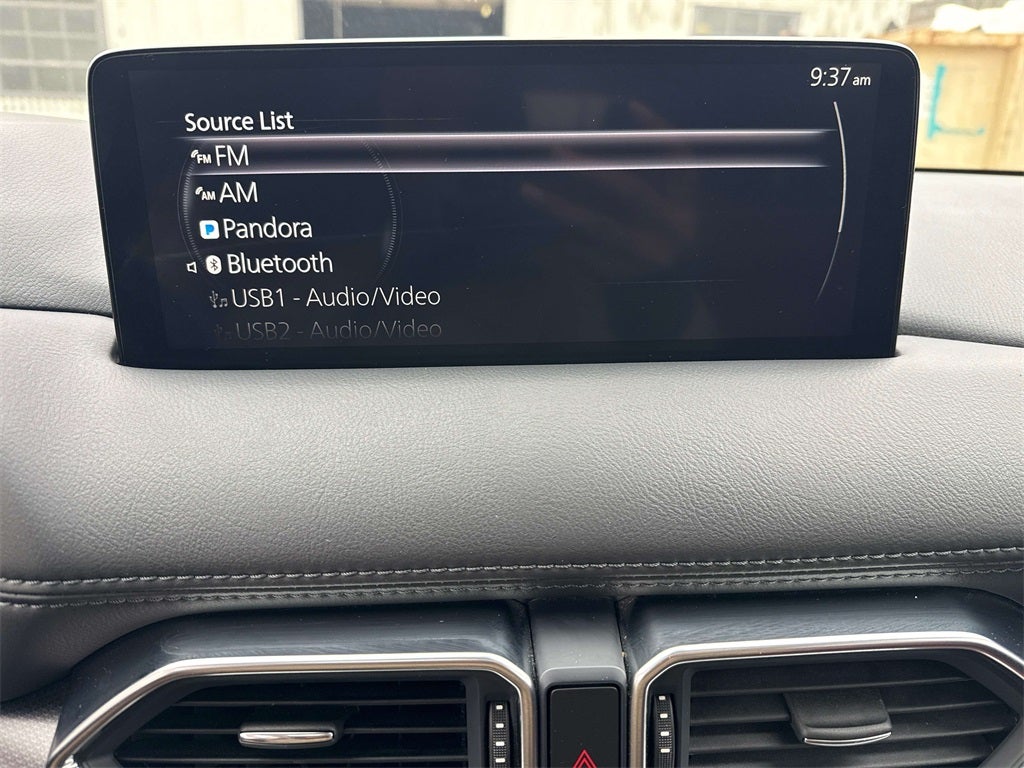 9:37 am
Source List
FM FM
AM AM
P Pandora
Bluetooth
USB1 - Audio/Video
USB2 - Audio/Video